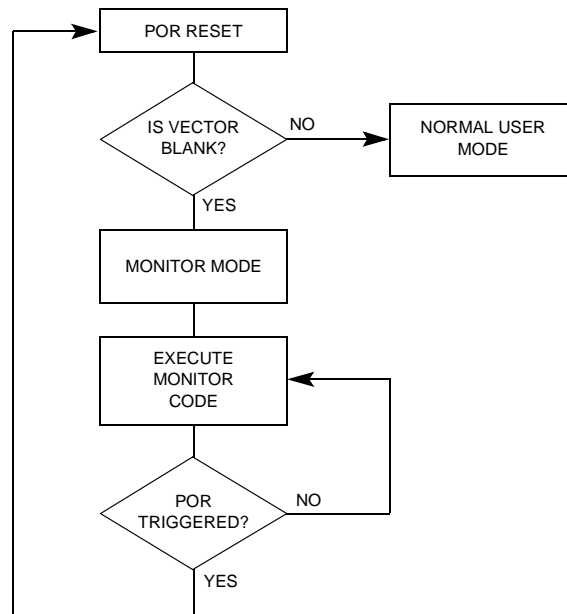 POR RESET
IS VECTOR
BLANK?
NO
NORMAL USER
MODE
YES
MONITOR MODE
EXECUTE
MONITOR
CODE
POR
TRIGGERED?
NO
YES